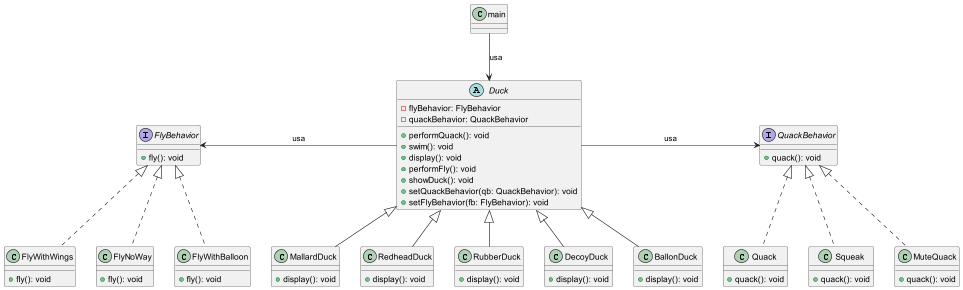 C main
usa
A Duck
flyBehavior: FlyBehavior
quackBehavior: QuackBehavior
performQuack(): void
swim(): void
display(): void
performFly(): void
showDuck(): void
setQuackBehavior(qb: QuackBehavior): void
setFlyBehavior(fb: FlyBehavior): void
I FlyBehavior
fly(): void
usa
usa
I QuackBehavior
quack(): void
C FlyWithWings
fly(): void
C FlyNoWay
fly(): void
C FlyWithBalloon
fly(): void
C MallardDuck
display(): void
C RedheadDuck
display(): void
C RubberDuck
display(): void
C DecoyDuck
display(): void
C BallonDuck
display(): void
C Quack
quack(): void
C Squeak
quack(): void
C MuteQuack
quack(): void